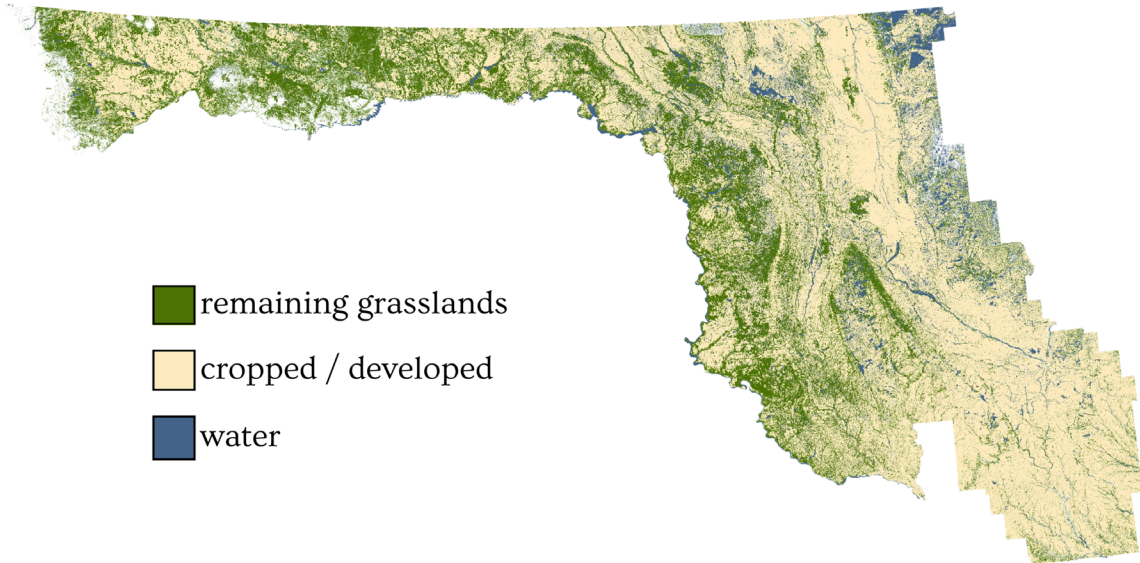 remaining grasslands
cropped / developed
water